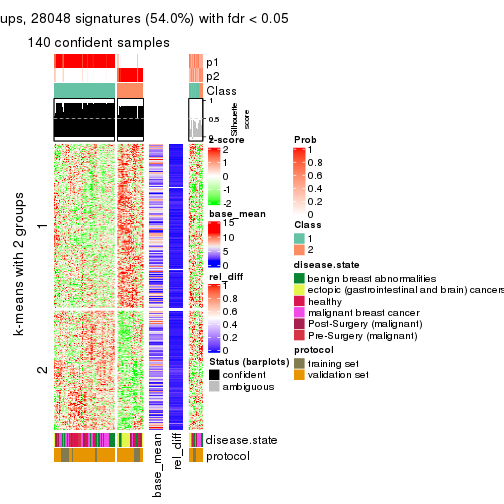 ups, 28048 signatures (54.0%) with fdr < 0.05
140 confident samples
p1
p2
Class
1
0.5
0
Silhouette
score
k-means with 2 groups
1
2
base_mean
rel_diff
disease.state
protocol
z-score
2
1
0
-1
-2
base_mean
15
10
5
0
rel_diff
1
0.8
0.6
0.4
0.2
0
Status (barplots)
confident
ambiguous
Prob
1
0.8
0.6
0.4
0.2
0
Class
1
2
disease.state
benign breast abnormalities
ectopic (gastrointestinal and brain) cancers
healthy
malignant breast cancer
Post-Surgery (malignant)
Pre-Surgery (malignant)
protocol
training set
validation set